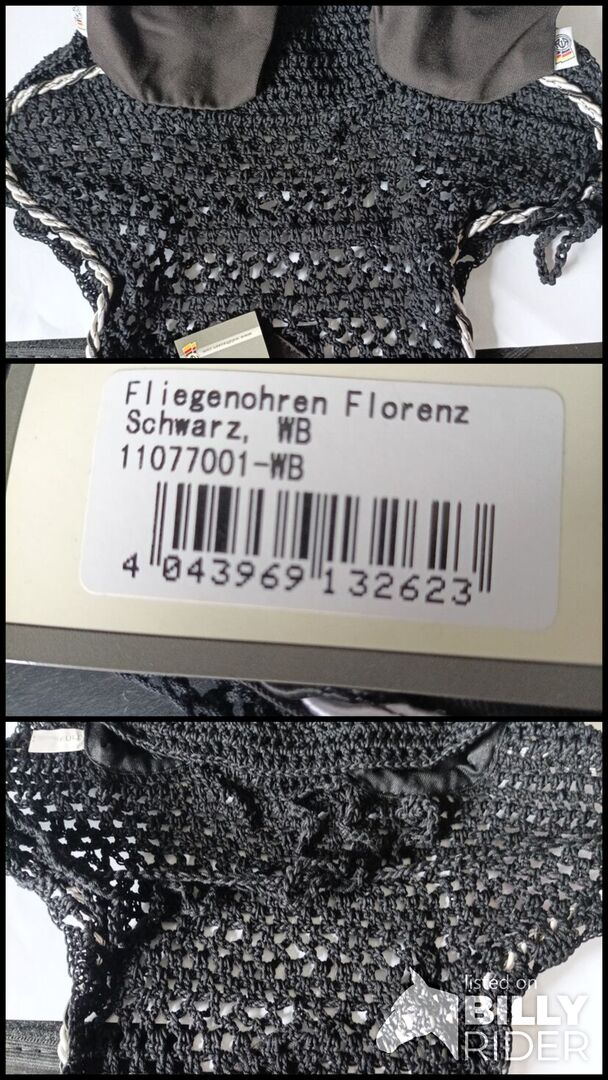 Fliegenohren Florenz
Schwarz, WB
11077001-WB
4 043969 132623
listed on
BILLY
RIDER